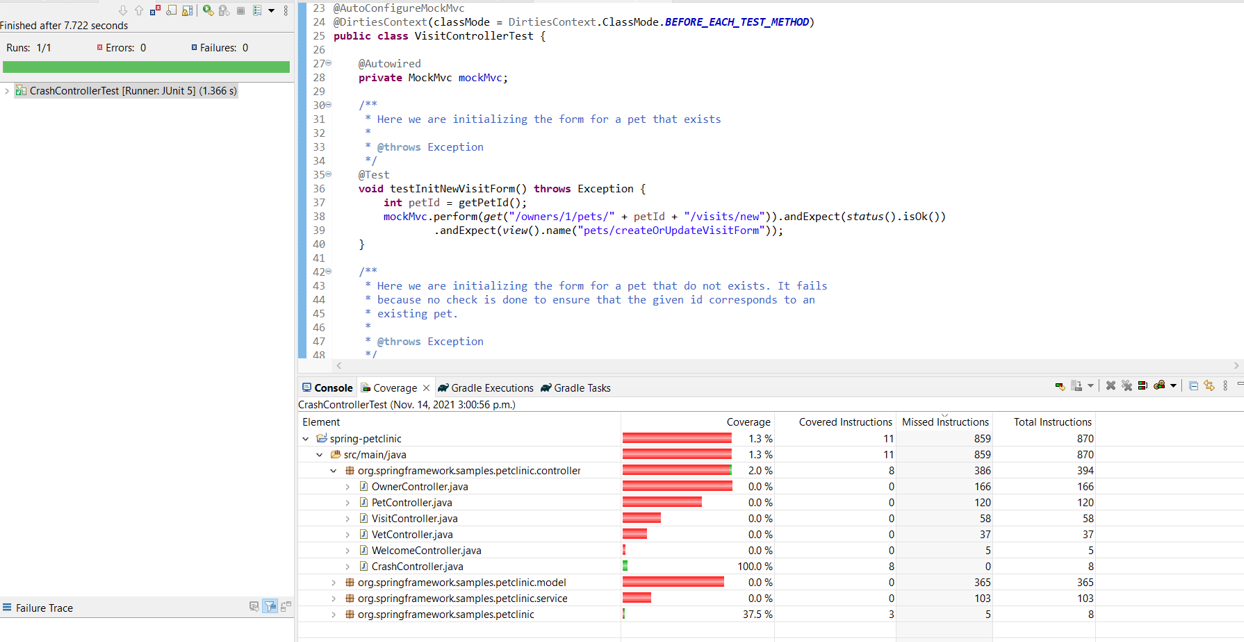 Finished after 7.722 seconds
Runs: 1/1 Errors: 0 Failures: 0
CrashControllerTest [Runner: JUnit 5] (1.366 s)
Failure Trace
23 @AutoConfigureMockMvc
24 @DirtiesContext(classMode = DirtiesContext.ClassMode.BEFORE_EACH_TEST_METHOD)
25 public class VisitControllerTest {
26
27 @Autowired
28 private MockMvc mockMvc;
29
30 /**
31 * Here we are initializing the form for a pet that exists
32 *
33 * @throws Exception
34 */
35 @Test
36 void testInitNewVisitForm() throws Exception {
37 int petId = getPetId();
38 mockMvc.perform(get("/owners/1/pets/" + petId + "/visits/new")).andExpect(status().isOk())
39 .andExpect(view().name("pets/createOrUpdateVisitForm"));
40 }
41
42 /**
43 * Here we are initializing the form for a pet that do not exists. It fails
44 * because no check is done to ensure that the given id corresponds to an
45 * existing pet.
46 *
47 * @throws Exception
48 */
Console Coverage Gradle Executions Gradle Tasks
CrashControllerTest (Nov. 14, 2021 3:00:56 p.m.)
Element Coverage Covered Instructions Missed Instructions Total Instructions
spring-petclinic 1.3 % 11 859 870
src/main/java 1.3 % 11 859 870
org.springframework.samples.petclinic.controller 2.0 % 8 386 394
OwnerController.java 0.0 % 0 166 166
PetController.java 0.0 % 0 120 120
VisitController.java 0.0 % 0 58 58
VetController.java 0.0 % 0 37 37
WelcomeController.java 0.0 % 0 5 5
CrashController.java 100.0 % 8 0 8
org.springframework.samples.petclinic.model 0.0 % 0 365 365
org.springframework.samples.petclinic.service 0.0 % 0 103 103
org.springframework.samples.petclinic 37.5 % 3 5 8